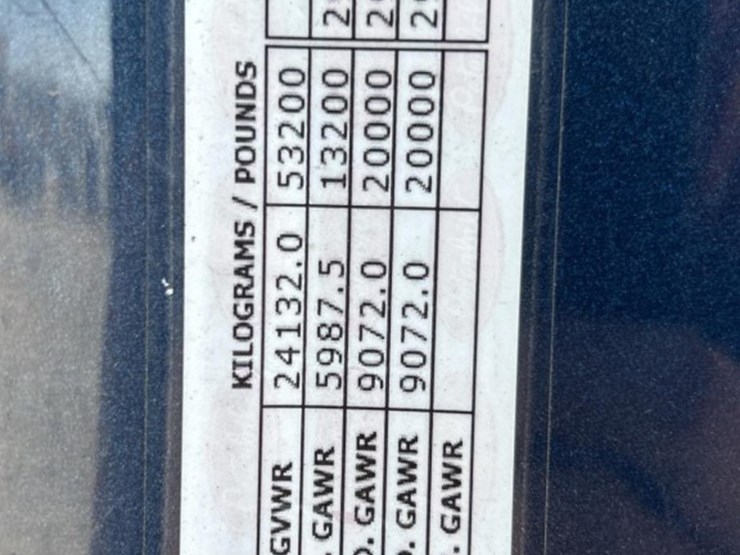 KILOGRAMS / POUNDS
GVWR 24132.0 53200
. GAWR 5987.5 13200
. GAWR 9072.0 20000
. GAWR 9072.0 20000
. GAWR